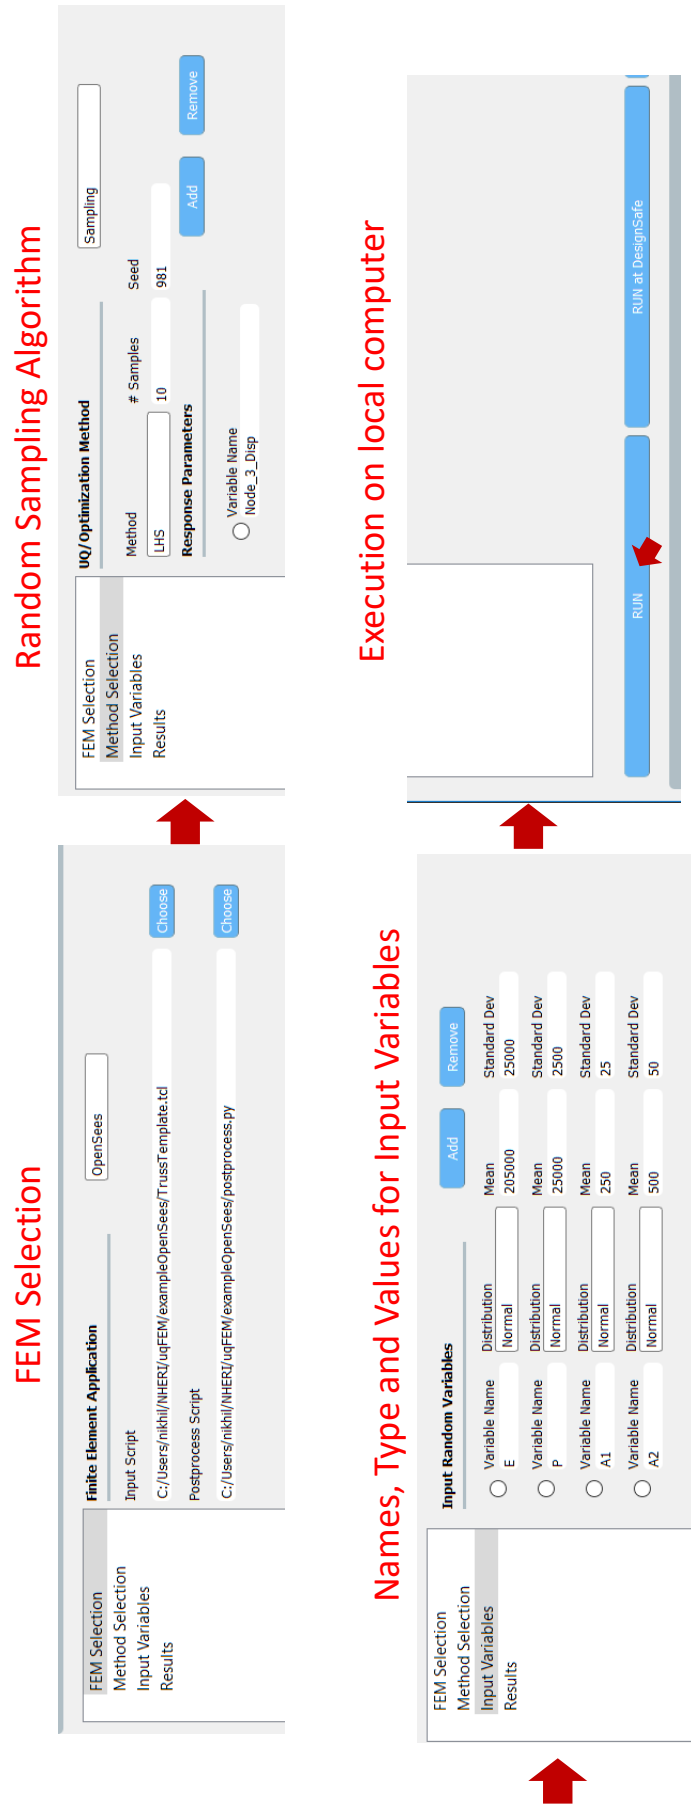 FEM Selection
FEM Selection
Method Selection
Input Variables
Results
Finite Element Application
OpenSees
Input Script
C:/Users/nikhil/NHERI/uqFEM/exampleOpenSees/TrussTemplate.tcl
Choose
Postprocess Script
C:/Users/nikhil/NHERI/uqFEM/exampleOpenSees/postprocess.py
Choose
Random Sampling Algorithm
FEM Selection
Method Selection
Input Variables
Results
UQ/Optimization Method
Sampling
Method # Samples Seed
LHS 10 981
Response Parameters Add Remove
Variable Name
Node_3_Disp
Names, Type and Values for Input Variables
FEM Selection
Method Selection
Input Variables
Results
Input Random Variables Add Remove
Variable Name Distribution Mean Standard Dev
E Normal 205000 25000
Variable Name Distribution Mean Standard Dev
P Normal 25000 2500
Variable Name Distribution Mean Standard Dev
A1 Normal 250 25
Variable Name Distribution Mean Standard Dev
A2 Normal 500 50
Execution on local computer
RUN RUN at DesignSafe